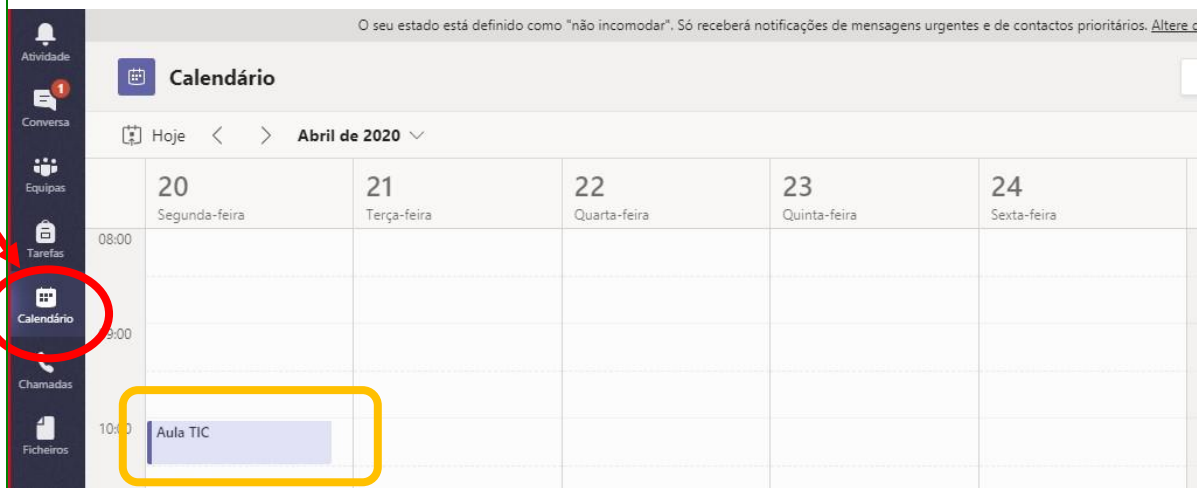 O seu estado está definido como "não incomodar". Só receberá notificações de mensagens urgentes e de contactos prioritários. Altere
Atividade
Calendário
1
Conversa
Hoje
Abril de 2020
Equipas
20
21
22
23
24
Segunda-feira
Terça-feira
Quarta-feira
Quinta-feira
Sexta-feira
08:00
Tarefas
Calendário
Chamadas
Aula TIC
Ficheiros